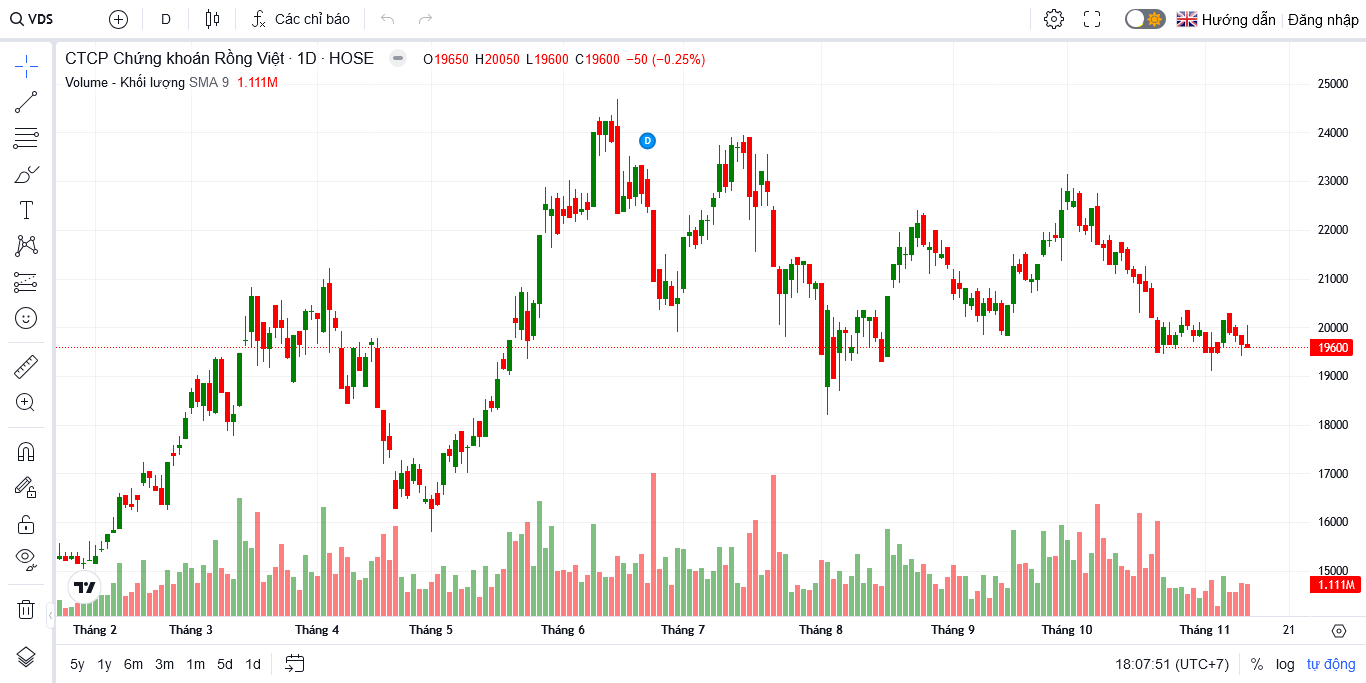 VDS
D
Các chỉ báo
Hướng dẫn
Đăng nhập
CTCP Chứng khoán Rồng Việt · 1D · HOSE
O19650 H20050 L19600 C19600 −50 (−0.25%)
Volume - Khối lượng SMA 9 1.111M
25000
24000
D
23000
22000
21000
20000
19600
19000
18000
17000
16000
15000
1.111M
Tháng 2 Tháng 3 Tháng 4 Tháng 5 Tháng 6 Tháng 7 Tháng 8 Tháng 9 Tháng 10 Tháng 11 21
5y 1y 6m 3m 1m 5d 1d
18:07:51 (UTC+7) % log tự động